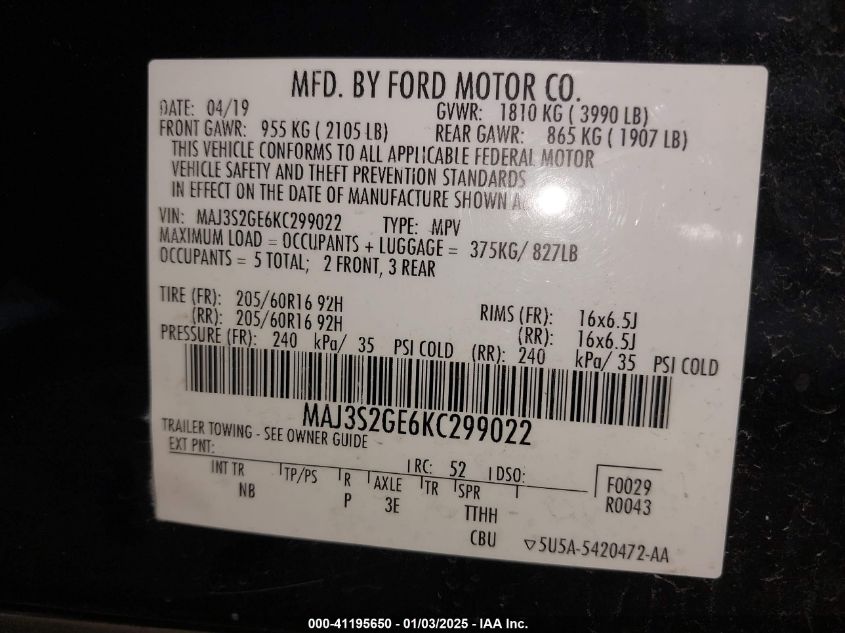 MFD. BY FORD MOTOR CO.
DATE: 04/19 GVWR: 1810 KG ( 3990 LB)
FRONT GAWR: 955 KG ( 2105 LB) REAR GAWR: 865 KG ( 1907 LB)
THIS VEHICLE CONFORMS TO ALL APPLICABLE FEDERAL MOTOR
VEHICLE SAFETY AND THEFT PREVENTION STANDARDS
IN EFFECT ON THE DATE OF MANUFACTURE SHOWN
VIN: MAJ3S2GE6KC299022 TYPE: MPV
MAXIMUM LOAD = OCCUPANTS + LUGGAGE = 375KG/ 827LB
OCCUPANTS = 5 TOTAL; 2 FRONT, 3 REAR
TIRE (FR): 205/60R16 92H RIMS (FR): 16x6.5J
(RR): 205/60R16 92H (RR): 16x6.5J
PRESSURE (FR): 240 kPa/ 35 PSI COLD (RR): 240 kPa/ 35 PSI COLD
MAJ3S2GE6KC299022
TRAILER TOWING - SEE OWNER GUIDE
EXT PNT: RC: 52 DSO: F0029
INT TR TP/PS R AXLE TR SPR R0043
NB P 3E TTHH
CBU ▽5U5A-5420472-AA
000-41195650 - 01/03/2025 - IAA Inc.